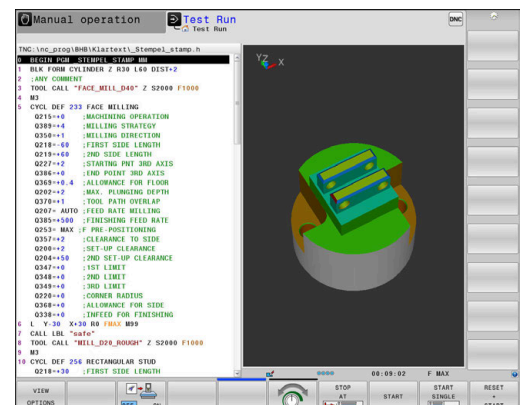 Manual operation
Test Run
Test Run
DNC
TNC:\nc_prog\BHB\Klartext\_Stempel_stamp.h
0 BEGIN PGM _STEMPEL_STAMP MM
1 BLK FORM CYLINDER Z R30 L60 DIST+2
2 ;ANY COMMENT
3 TOOL CALL "FACE_MILL_D40" Z S2000 F1000
4 M3
5 CYCL DEF 233 FACE MILLING
Q215=+0 ;MACHINING OPERATION
Q389=+4 ;MILLING STRATEGY
Q350=+1 ;MILLING DIRECTION
Q218=-60 ;FIRST SIDE LENGTH
Q219=+60 ;2ND SIDE LENGTH
Q227=+2 ;STARTNG PNT 3RD AXIS
Q386=+0 ;END POINT 3RD AXIS
Q369=+0.4 ;ALLOWANCE FOR FLOOR
Q202=+2 ;MAX. PLUNGING DEPTH
Q370=+1 ;TOOL PATH OVERLAP
Q207= AUTO ;FEED RATE MILLING
Q385=+500 ;FINISHING FEED RATE
Q253= MAX ;F PRE-POSITIONING
Q357=+2 ;CLEARANCE TO SIDE
Q200=+2 ;SET-UP CLEARANCE
Q204=+50 ;2ND SET-UP CLEARANCE
Q347=+0 ;1ST LIMIT
Q348=+0 ;2ND LIMIT
Q349=+0 ;3RD LIMIT
Q220=+0 ;CORNER RADIUS
Q368=+0 ;ALLOWANCE FOR SIDE
Q338=+0 ;INFEED FOR FINISHING
6 L Y-30 X+30 R0 FMAX M99
7 CALL LBL "safe"
8 TOOL CALL "MILL_D20_ROUGH" Z S2000 F1000
9 M3
10 CYCL DEF 256 RECTANGULAR STUD
Q218=+30 ;FIRST SIDE LENGTH
YZ X
0000 00:09:02 F MAX
VIEW
OPTIONS
STOP
AT
START
START
SINGLE
RESET
+
START